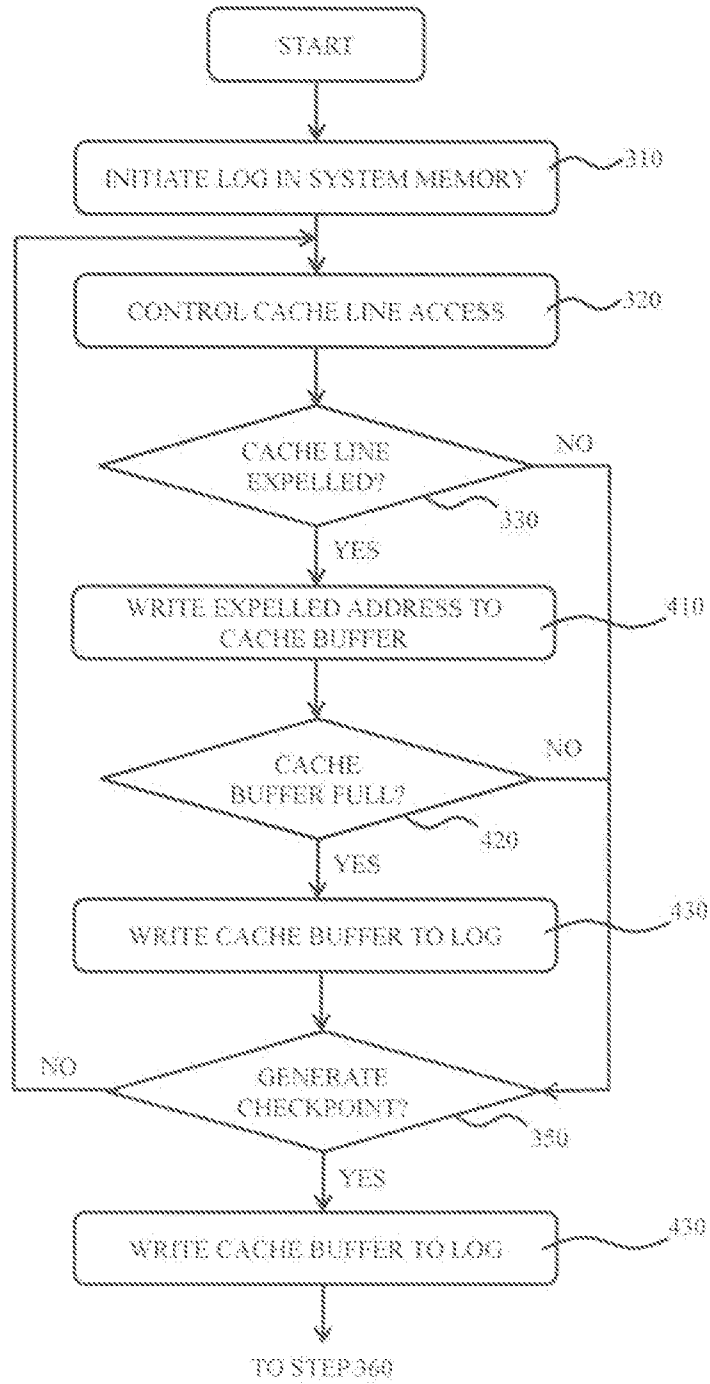 START
INITIATE LOG IN SYSTEM MEMORY
310
CONTROL CACHE LINE ACCESS
320
CACHE LINE
EXPELLED?
NO
330
YES
WRITE EXPELLED ADDRESS TO
CACHE BUFFER
410
CACHE
BUFFER FULL?
NO
420
YES
WRITE CACHE BUFFER TO LOG
430
NO
GENERATE
CHECKPOINT?
350
YES
WRITE CACHE BUFFER TO LOG
430
TO STEP 360